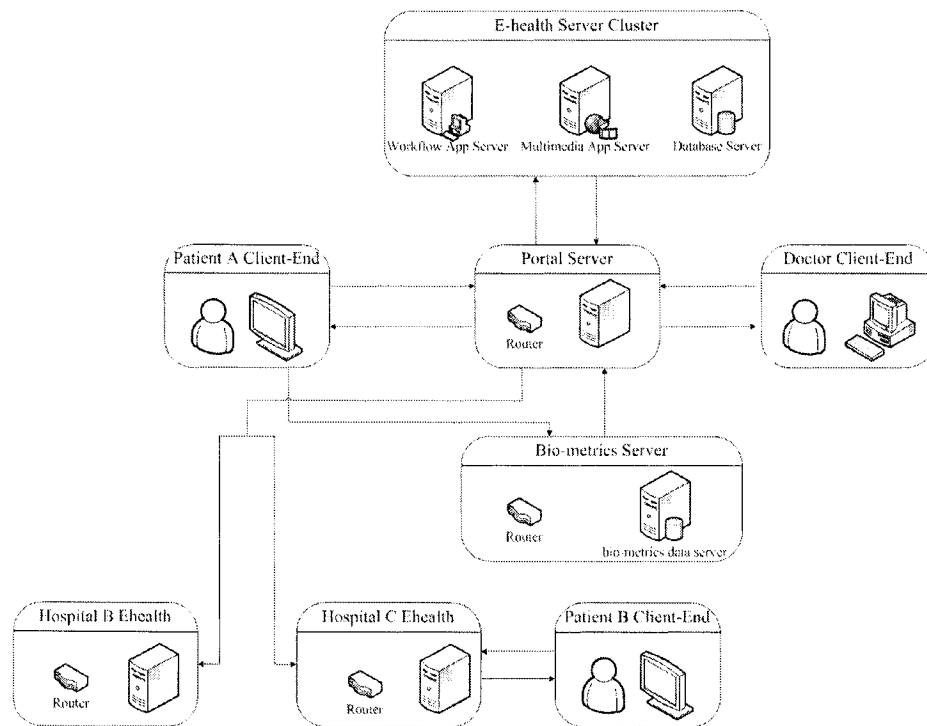 E-health Server Cluster
Workflow App Server
Multimedia App Server
Database Server
Patient A Client-End
Portal Server
Doctor Client-End
Router
Bio-metrics Server
Router
bio-metrics data server
Hospital B Ehealth
Hospital C Ehealth
Patient B Client-End
Router
Router